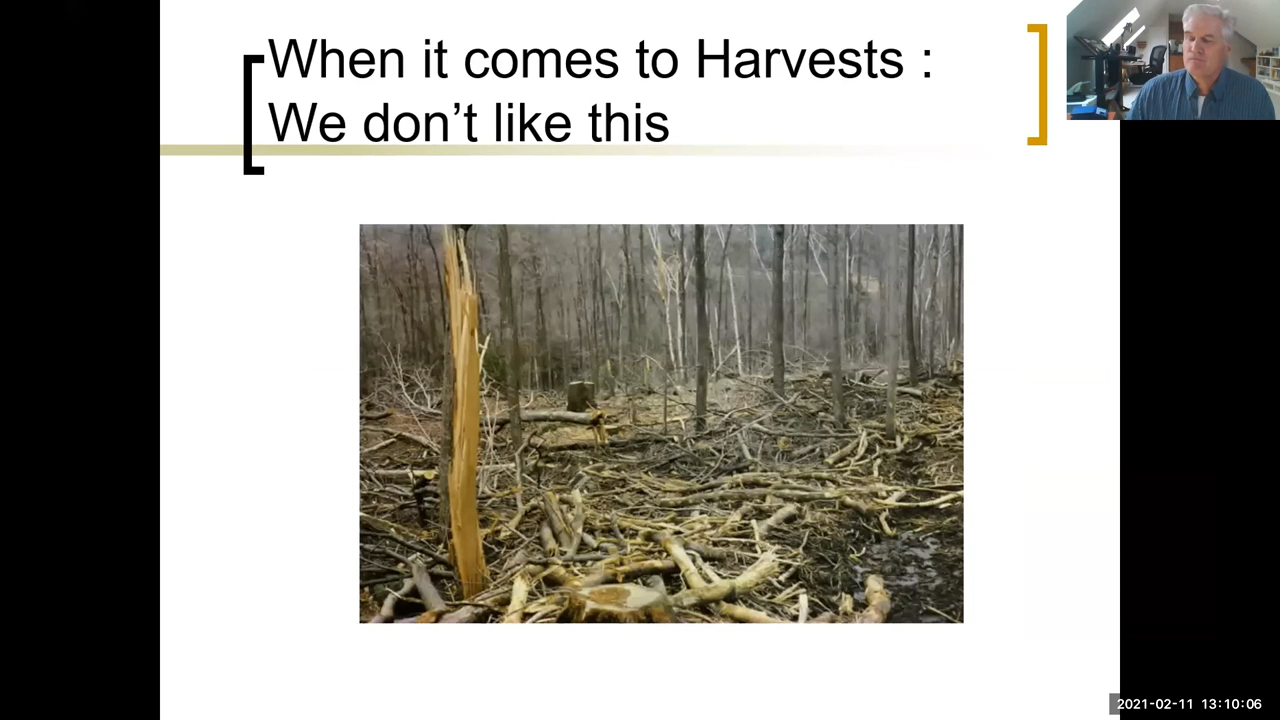 When it comes to Harvests :
We don’t like this
2021-02-11 13:10:06